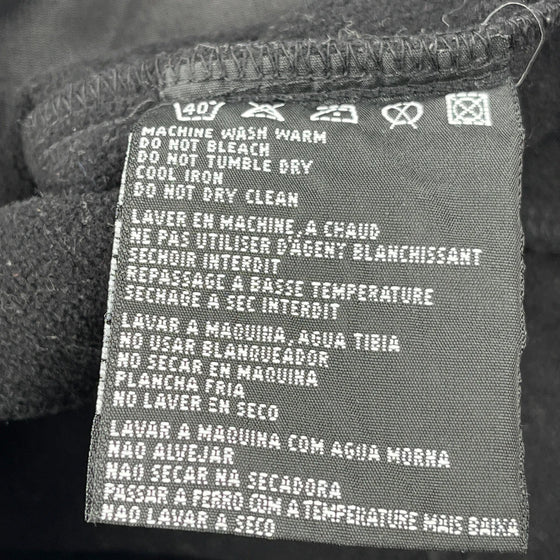 40
MACHINE WASH WARM
DO NOT BLEACH
DO NOT TUMBLE DRY
COOL IRON
DO NOT DRY CLEAN
LAVER EN MACHINE, A CHAUD
NE PAS UTILISER D'AGENT BLANCHISSANT
SECHOIR INTERDIT
REPASSAGE A BASSE TEMPERATURE
SECHAGE A SEC INTERDIT
LAVAR A MAQUINA, AGUA TIBIA
NO USAR BLANQUEADOR
NO SECAR EN MAQUINA
PLANCHA FRIA
NO LAVER EN SECO
LAVAR A MAQUINA COM AGUA MORNA
NAO ALVEJAR
NAO SECAR NA SECADORA
PASSAR A FERRO COM A TEMPERATURE MAIS BAIXA
NAO LAVAR A SECO